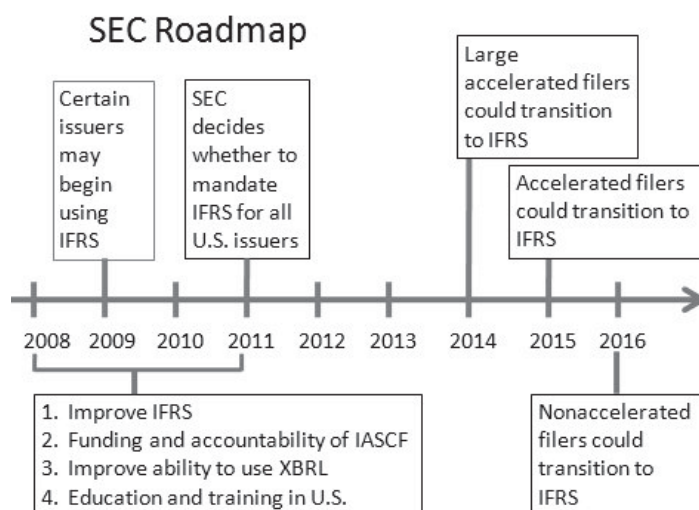 SEC Roadmap
Certain
issuers
may
begin
using
IFRS
SEC
decides
whether to
mandate
IFRS for all
U.S. issuers
Large
accelerated filers
could transition
to IFRS
Accelerated filers
could transition to
IFRS
2008 2009 2010 2011 2012 2013 2014 2015 2016
1. Improve IFRS
2. Funding and accountability of IASCF
3. Improve ability to use XBRL
4. Education and training in U.S.
Nonaccelerated
filers could
transition to
IFRS